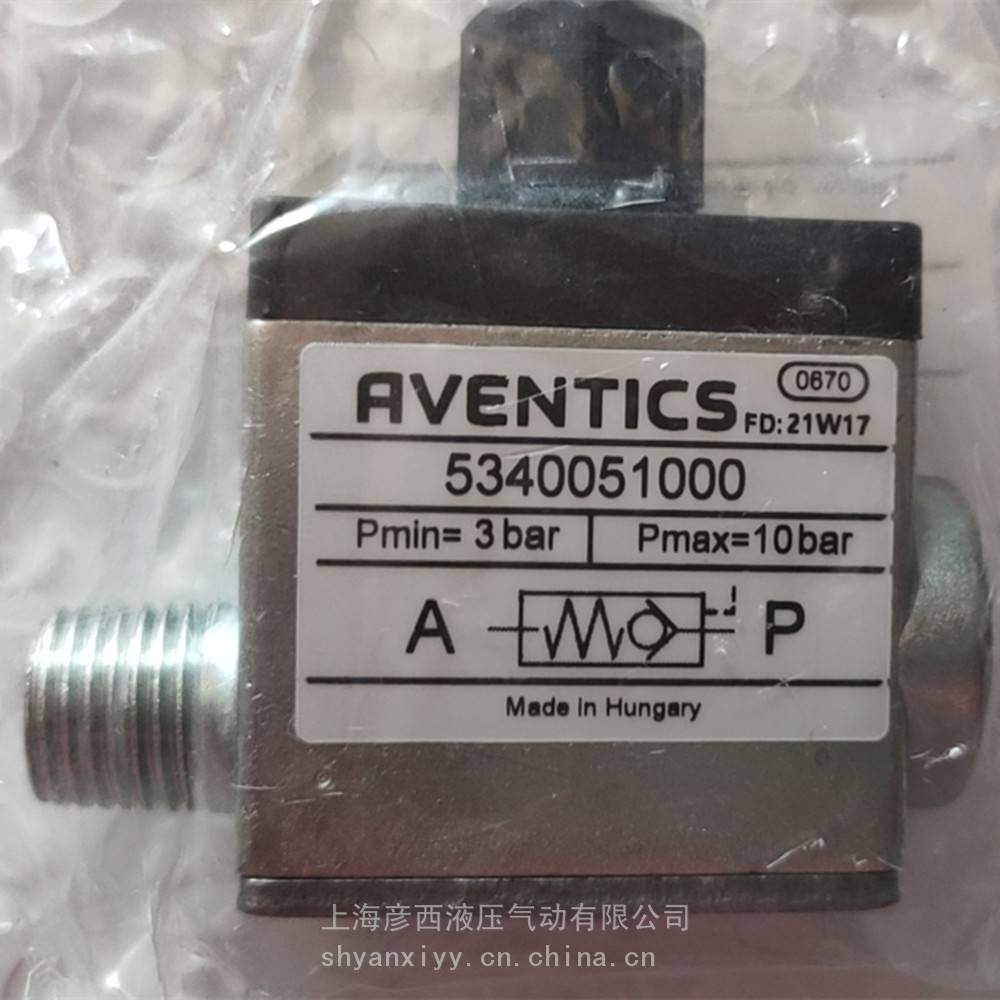 AVENTICS 0670
FD: 21W17
5340051000
Pmin= 3 bar Pmax=10 bar
A P
Made in Hungary
上海彦西液压气动有限公司
shyanxiyy.cn.china.cn